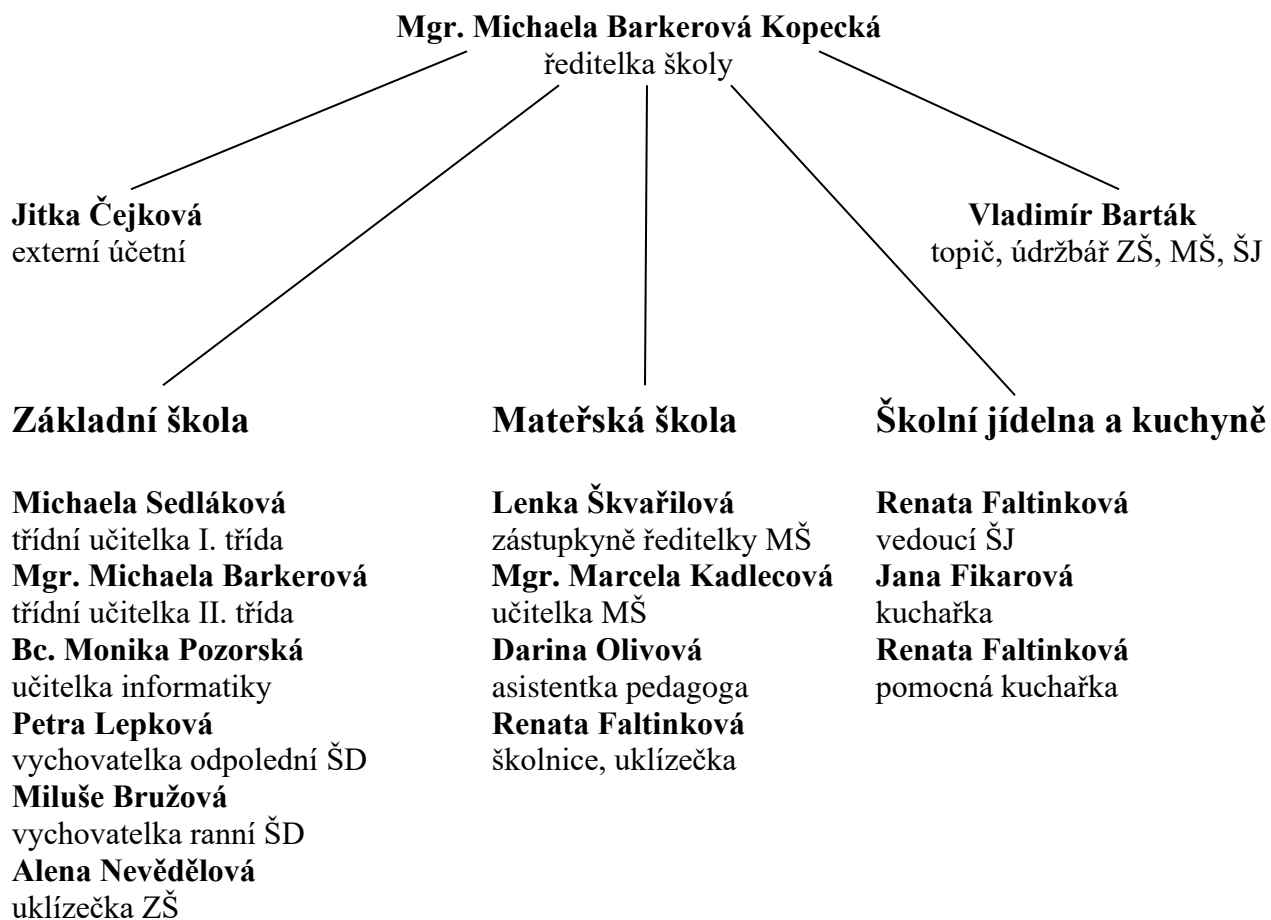 Mgr. Michaela Barkerová Kopecká
ředitelka školy
Jitka Čejková
externí účetní
Vladimír Barták
topič, údržbář ZŠ, MŠ, ŠJ
Základní škola
Michaela Sedláková
třídní učitelka I. třída
Mgr. Michaela Barkerová
třídní učitelka II. třída
Bc. Monika Pozorská
učitelka informatiky
Petra Lepková
vychovatelka odpolední ŠD
Miluše Bružová
vychovatelka ranní ŠD
Alena Nevědělová
uklízečka ZŠ
Mateřská škola
Lenka Škvařilová
zástupkyně ředitelky MŠ
Mgr. Marcela Kadlecová
učitelka MŠ
Darina Olivová
asistentka pedagoga
Renata Faltinková
školnice, uklízečka
Školní jídelna a kuchyně
Renata Faltinková
vedoucí ŠJ
Jana Fikarová
kuchařka
Renata Faltinková
pomocná kuchařka